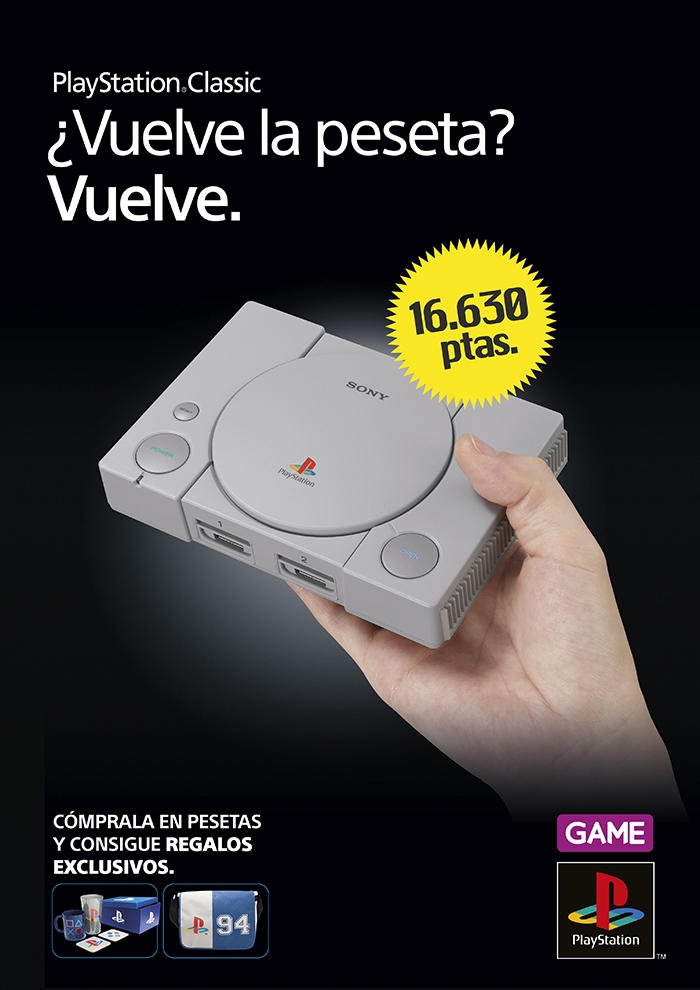 PlayStation®Classic
¿Vuelve la peseta?
Vuelve.
16.630
ptas.
SONY
POWER
PlayStation
1
2
OPEN
CÓMPRALA EN PESETAS
Y CONSIGUE REGALOS
EXCLUSIVOS.
94
GAME
PlayStation
TM